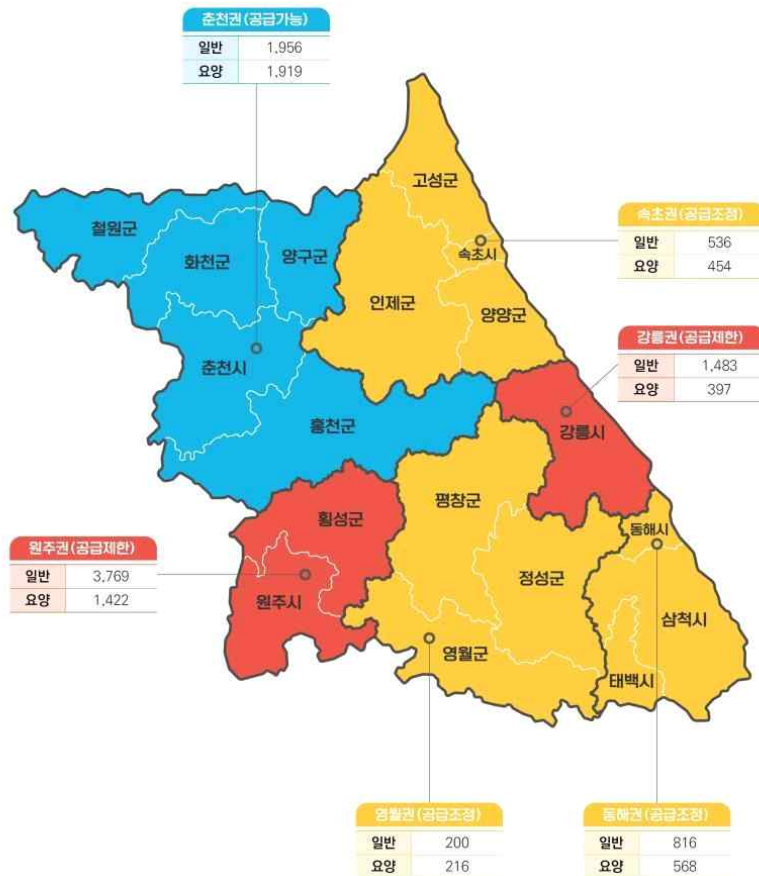 춘천권(공급가능)
일반 1,956
요양 1,919
고성군
속초권(공급조정)
일반 536
요양 454
철원군
화천군
양구군
속초시
인제군
양양군
강릉권(공급제한)
일반 1,483
요양 397
춘천시
홍천군
강릉시
평창군
횡성군
동해시
원주권(공급제한)
일반 3,769
요양 1,422
정성군
원주시
삼척시
영월군
태백시
영월권(공급조정)
일반 200
요양 216
동해권(공급조정)
일반 816
요양 568